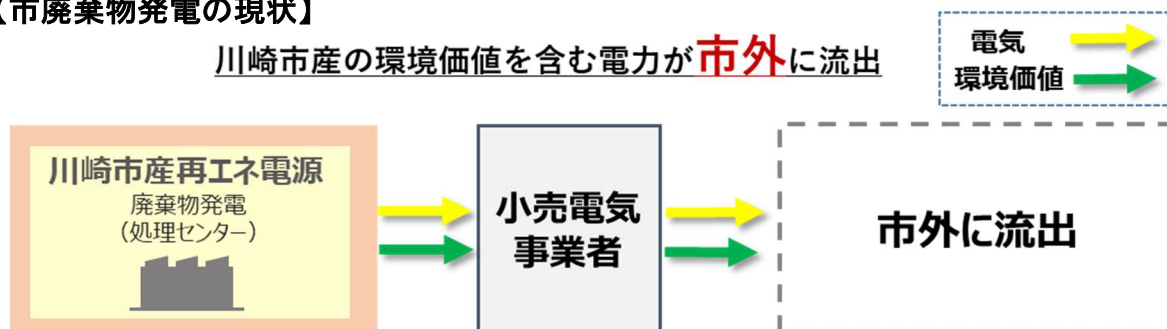 【市廃棄物発電の現状】
川崎市産の環境価値を含む電力が市外に流出
電気
環境価値
川崎市産再エネ電源
廃棄物発電
（処理センター）
小売電気
事業者
市外に流出